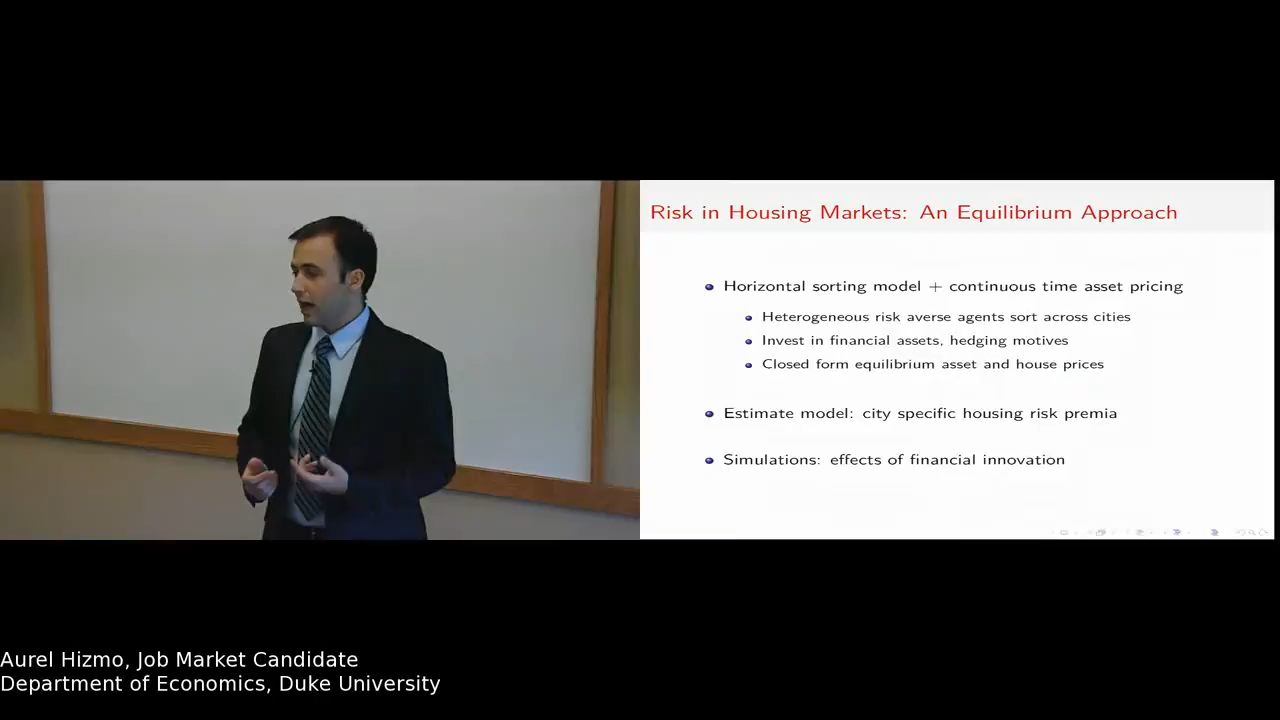 Risk in Housing Markets: An Equilibrium Approach
Horizontal sorting model + continuous time asset pricing
Heterogeneous risk averse agents sort across cities
Invest in financial assets, hedging motives
Closed form equilibrium asset and house prices
Estimate model: city specific housing risk premia
Simulations: effects of financial innovation
Aurel Hizmo, Job Market Candidate
Department of Economics, Duke University